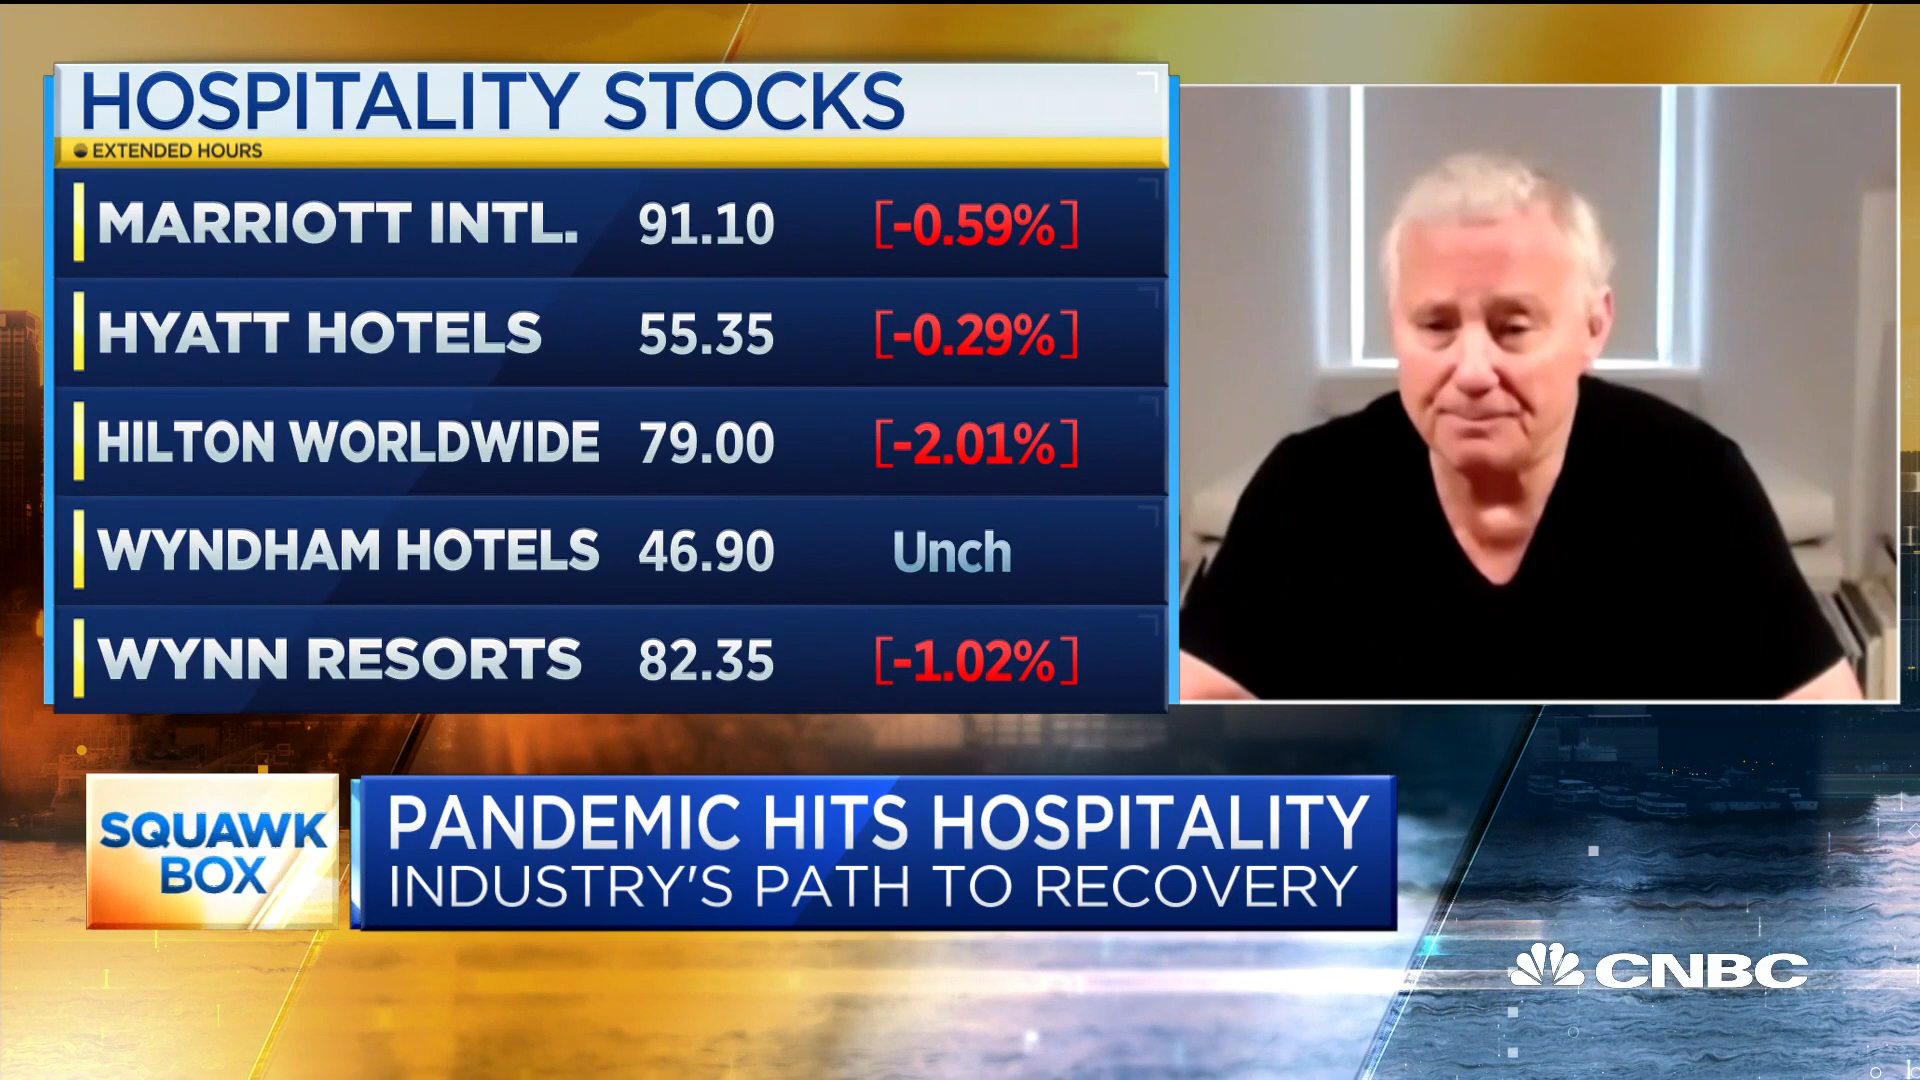 HOSPITALITY STOCKS
EXTENDED HOURS
MARRIOTT INTL. 91.10 [-0.59%]
HYATT HOTELS 55.35 [-0.29%]
HILTON WORLDWIDE 79.00 [-2.01%]
WYNDHAM HOTELS 46.90 Unch
WYNN RESORTS 82.35 [-1.02%]
SQUAWK
BOX
PANDEMIC HITS HOSPITALITY
INDUSTRY'S PATH TO RECOVERY
CNBC